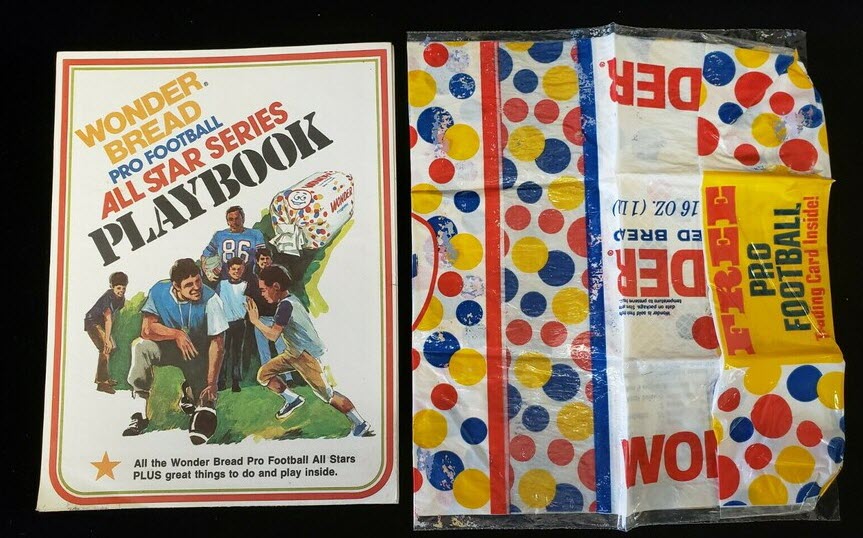 WONDER®
BREAD
PRO FOOTBALL
ALL STAR SERIES
PLAYBOOK
WONDER
86
All the Wonder Bread Pro Football All Stars
PLUS great things to do and play inside.
DER®
16 OZ. (1 LB)
ED BREAD
DER®
WON
FREE
PRO
FOOTBALL
Trading Card Inside!